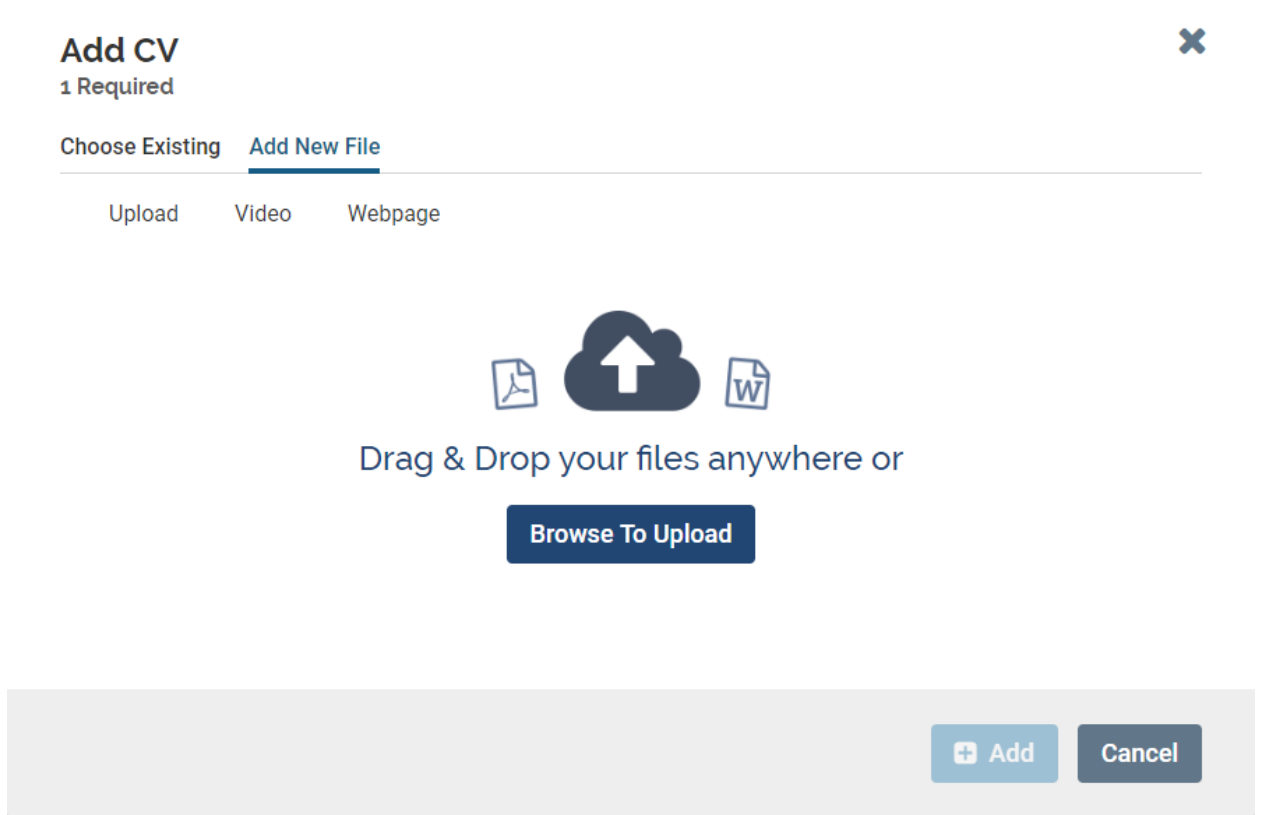 Add CV
1 Required
Choose Existing Add New File
Upload Video Webpage
W
Drag & Drop your files anywhere or
Browse To Upload
Add Cancel